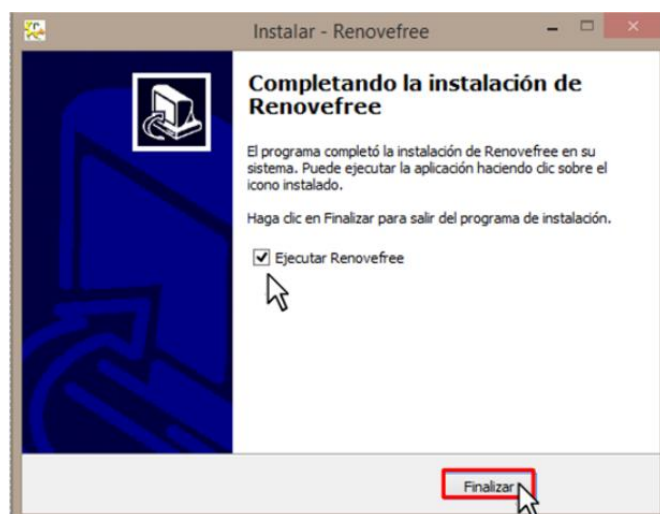 Instalar - Renovefree
Completando la instalación de
Renovefree
El programa completó la instalación de Renovefree en su
sistema. Puede ejecutar la aplicación haciendo clic sobre el
icono instalado.
Haga clic en Finalizar para salir del programa de instalación.
Ejecutar Renovefree
Finalizar